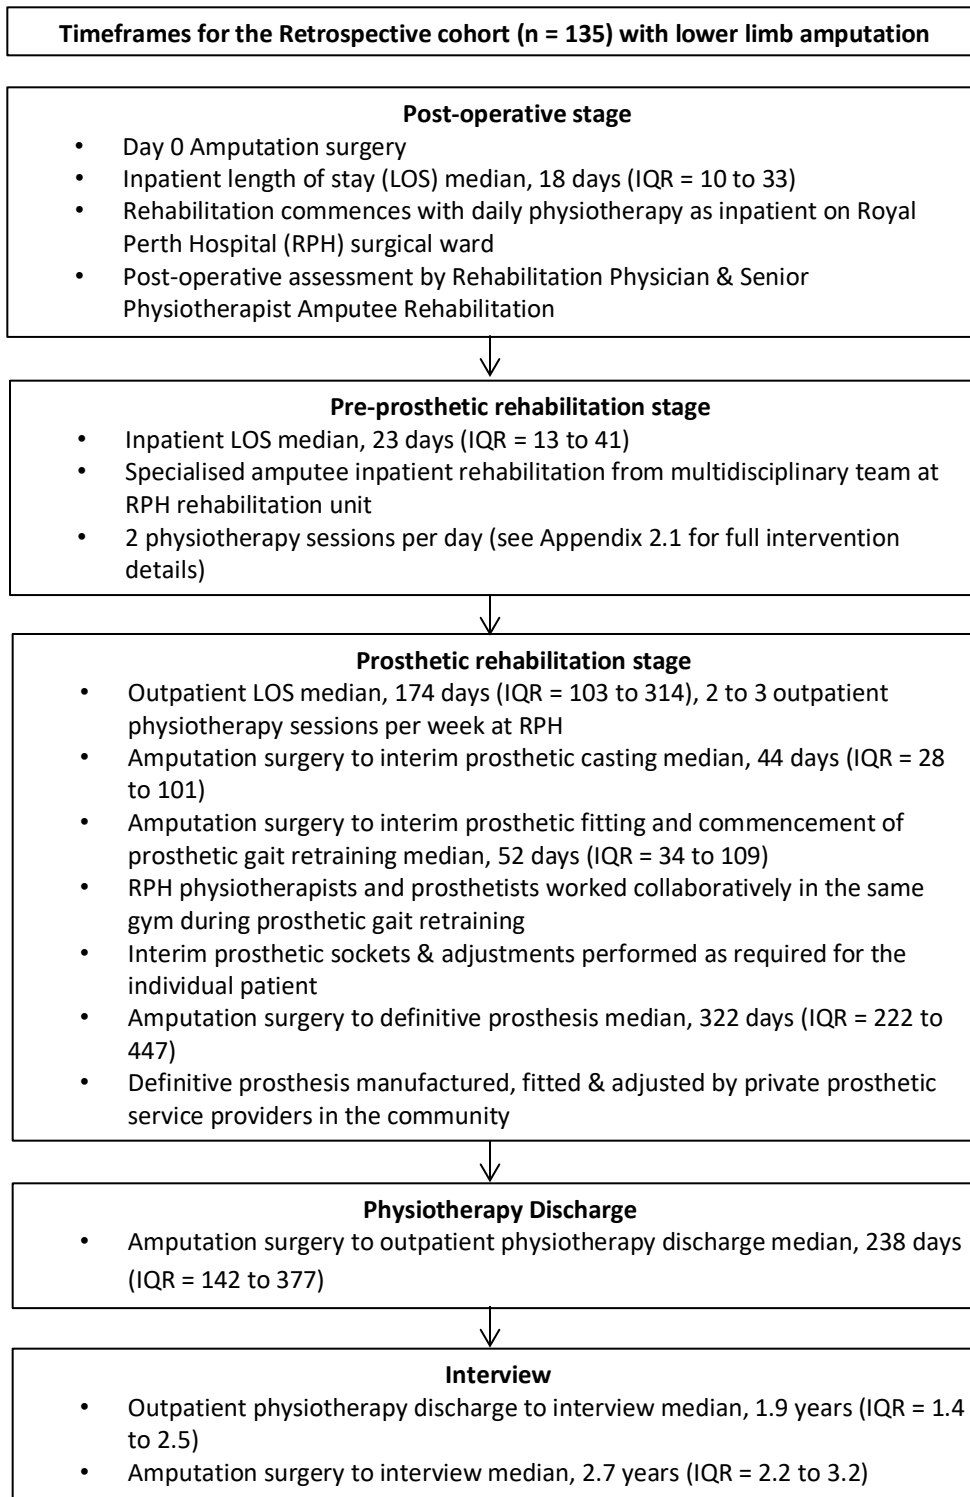 Timeframes for the Retrospective cohort (n = 135) with lower limb amputation
Post-operative stage
• Day 0 Amputation surgery
• Inpatient length of stay (LOS) median, 18 days (IQR = 10 to 33)
• Rehabilitation commences with daily physiotherapy as inpatient on Royal
Perth Hospital (RPH) surgical ward
• Post-operative assessment by Rehabilitation Physician & Senior
Physiotherapist Amputee Rehabilitation
Pre-prosthetic rehabilitation stage
• Inpatient LOS median, 23 days (IQR = 13 to 41)
• Specialised amputee inpatient rehabilitation from multidisciplinary team at
RPH rehabilitation unit
• 2 physiotherapy sessions per day (see Appendix 2.1 for full intervention
details)
Prosthetic rehabilitation stage
• Outpatient LOS median, 174 days (IQR = 103 to 314), 2 to 3 outpatient
physiotherapy sessions per week at RPH
• Amputation surgery to interim prosthetic casting median, 44 days (IQR = 28
to 101)
• Amputation surgery to interim prosthetic fitting and commencement of
prosthetic gait retraining median, 52 days (IQR = 34 to 109)
• RPH physiotherapists and prosthetists worked collaboratively in the same
gym during prosthetic gait retraining
• Interim prosthetic sockets & adjustments performed as required for the
individual patient
• Amputation surgery to definitive prosthesis median, 322 days (IQR = 222 to
447)
• Definitive prosthesis manufactured, fitted & adjusted by private prosthetic
service providers in the community
Physiotherapy Discharge
• Amputation surgery to outpatient physiotherapy discharge median, 238 days
(IQR = 142 to 377)
Interview
• Outpatient physiotherapy discharge to interview median, 1.9 years (IQR = 1.4
to 2.5)
• Amputation surgery to interview median, 2.7 years (IQR = 2.2 to 3.2)